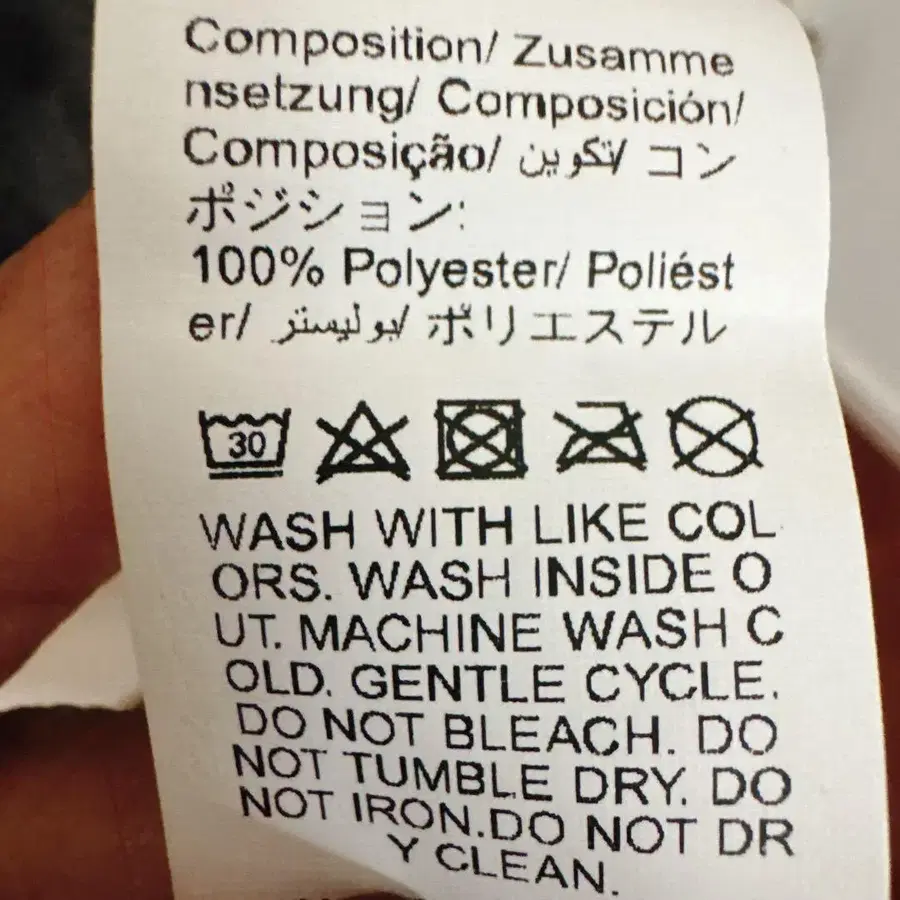 Composition/ Zusamme
nsetzung/ Composición/
Composição/ تكوين/ コン
ポジション:
100% Polyester/ Poliést
er/ بوليستر/ ポリエステル
30
WASH WITH LIKE COL
ORS. WASH INSIDE O
UT. MACHINE WASH C
OLD. GENTLE CYCLE.
DO NOT BLEACH. DO
NOT TUMBLE DRY. DO
NOT IRON.DO NOT DR
Y CLEAN.